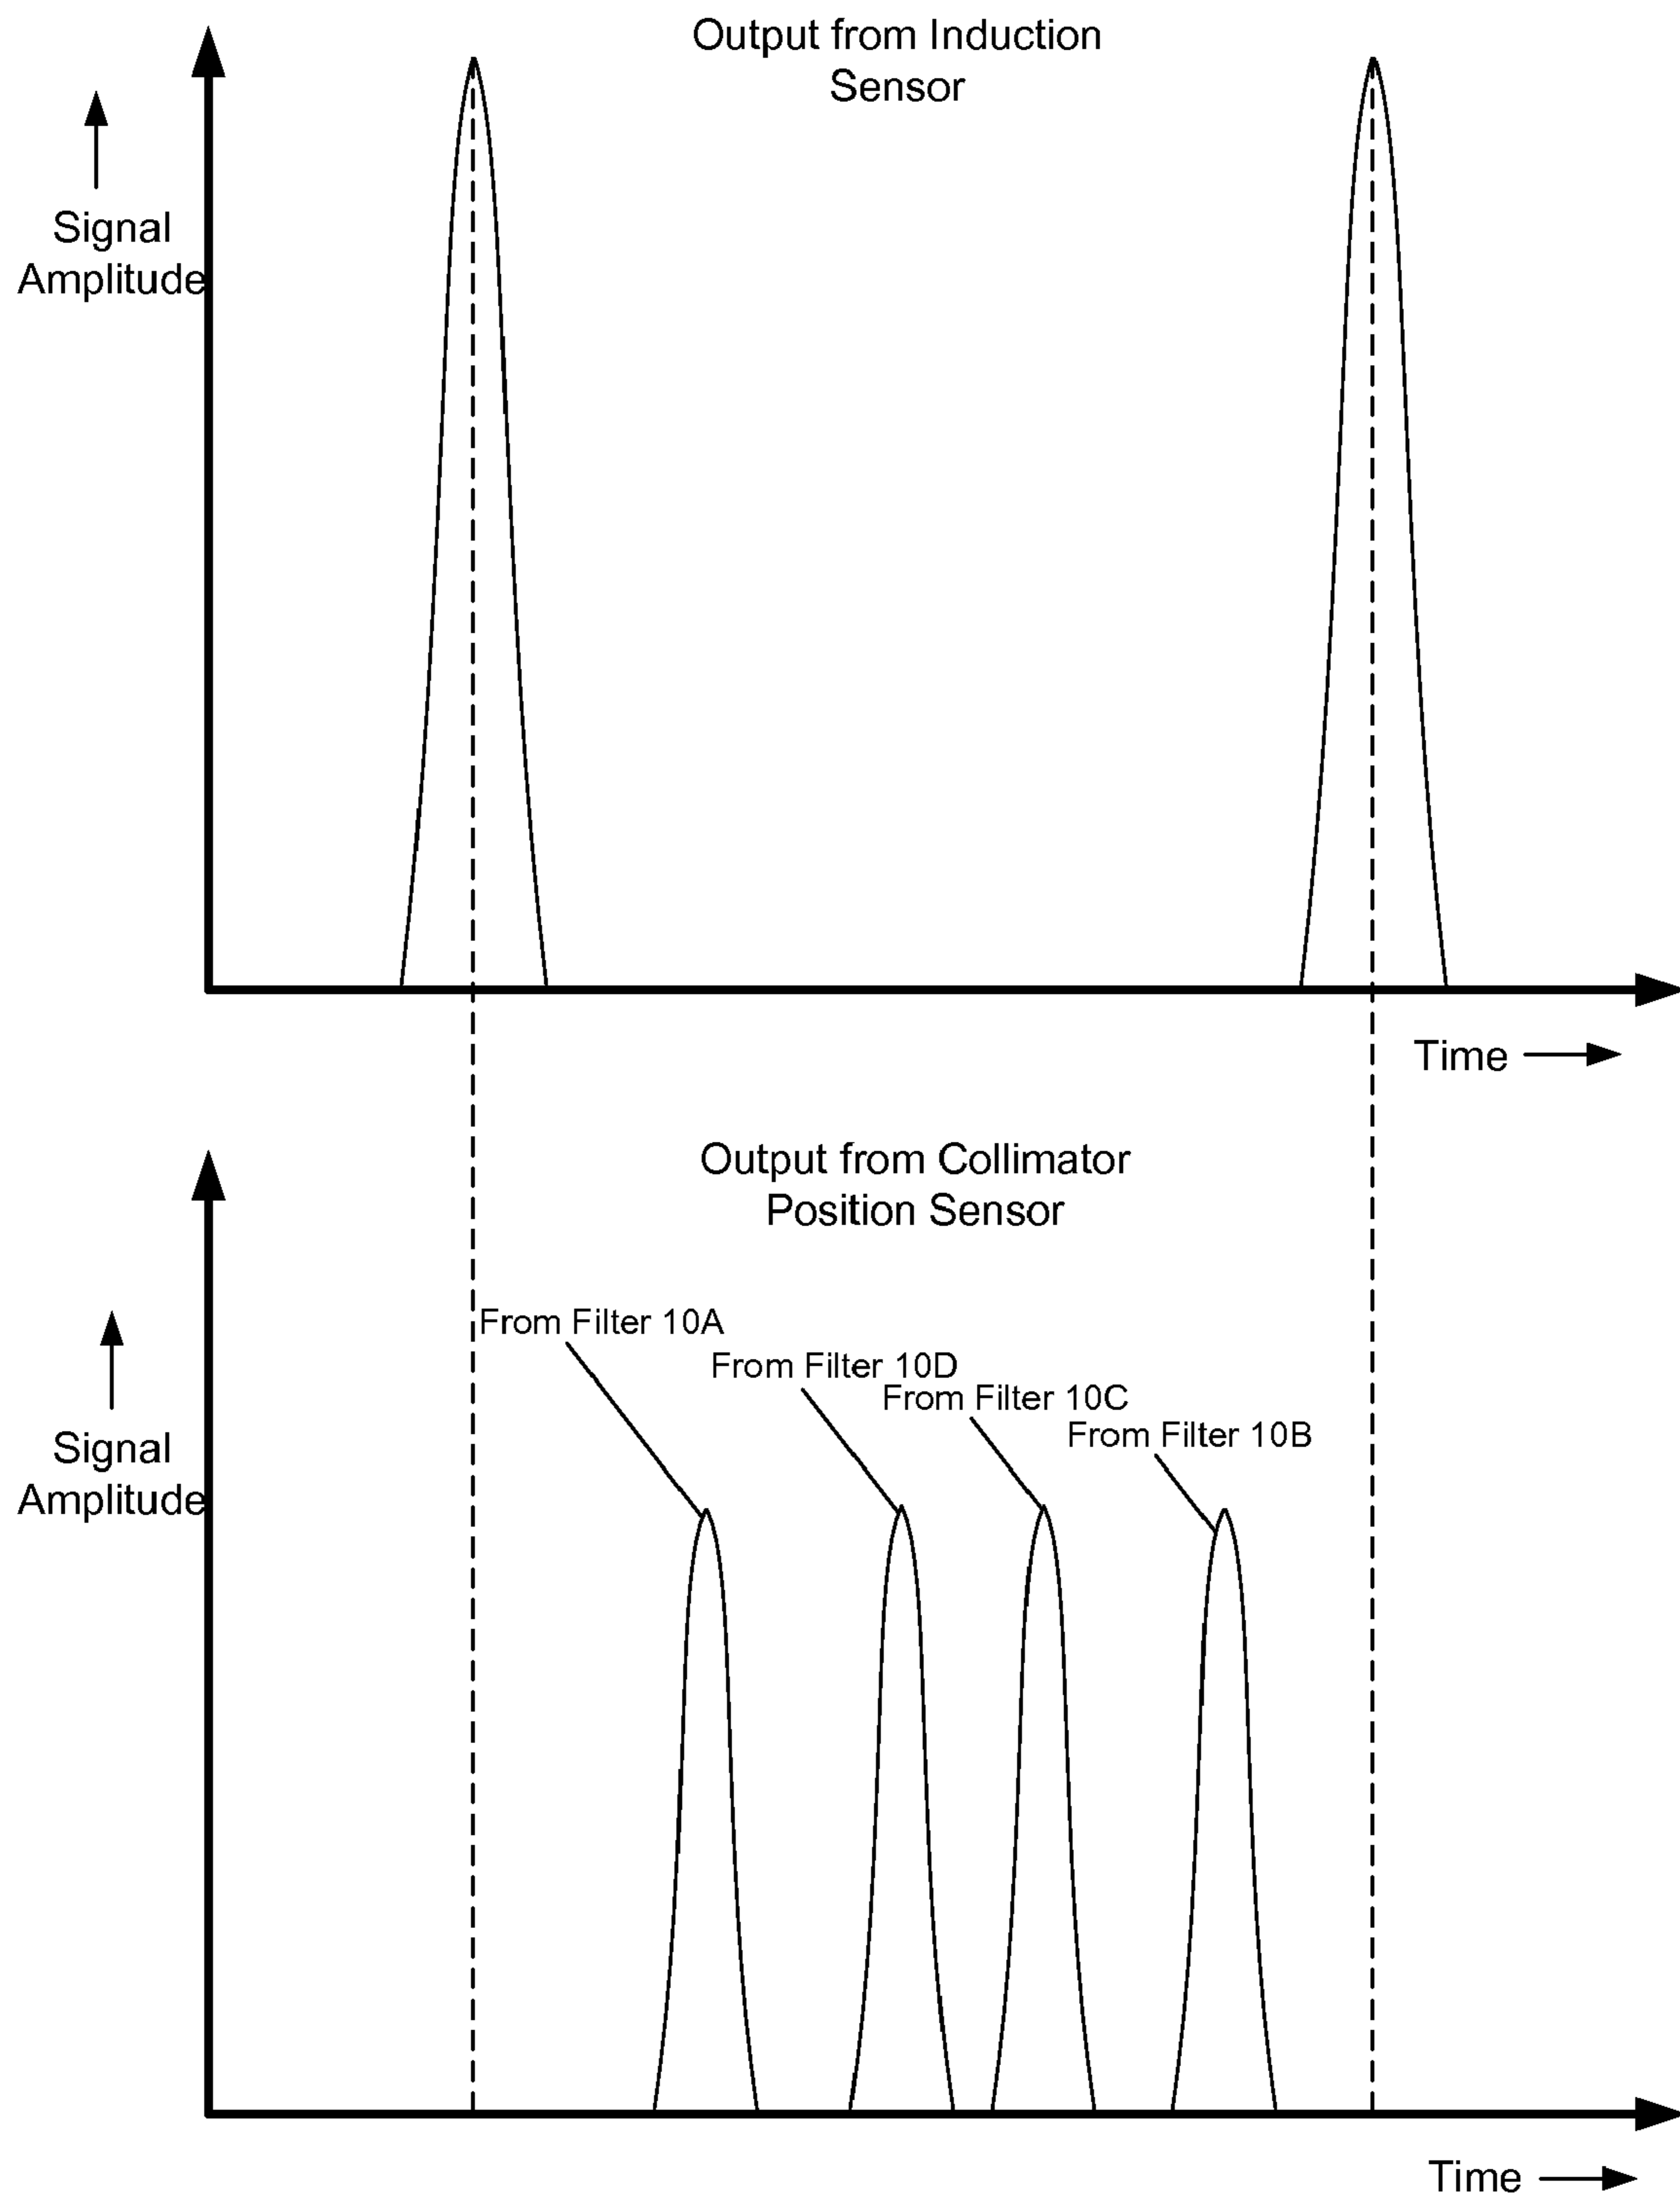 Output from Induction
Sensor
Signal
Amplitude
Time
Output from Collimator
Position Sensor
From Filter 10A
From Filter 10D
From Filter 10C
From Filter 10B
Signal
Amplitude
Time